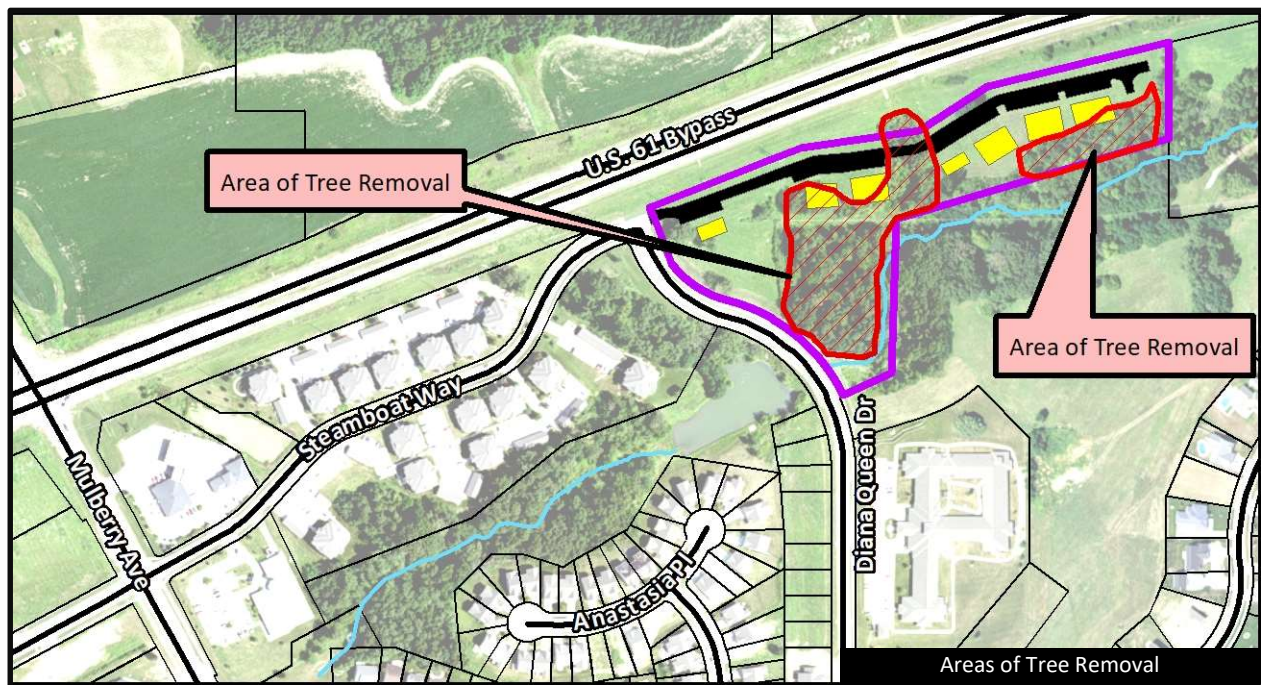 U.S. 61 Bypass
Area of Tree Removal
Area of Tree Removal
Steamboat Way
Mulberry Ave
Diana Queen Dr
Anastasia Pl
Areas of Tree Removal